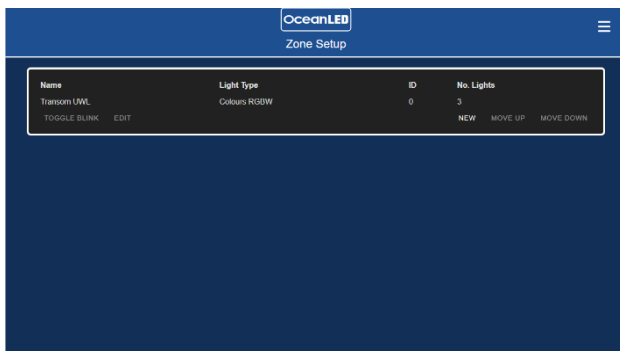 OceanLED
Zone Setup
Name Light Type ID No. Lights
Transom UWL Colours RGBW 0 3
TOGGLE BLINK EDIT NEW MOVE UP MOVE DOWN